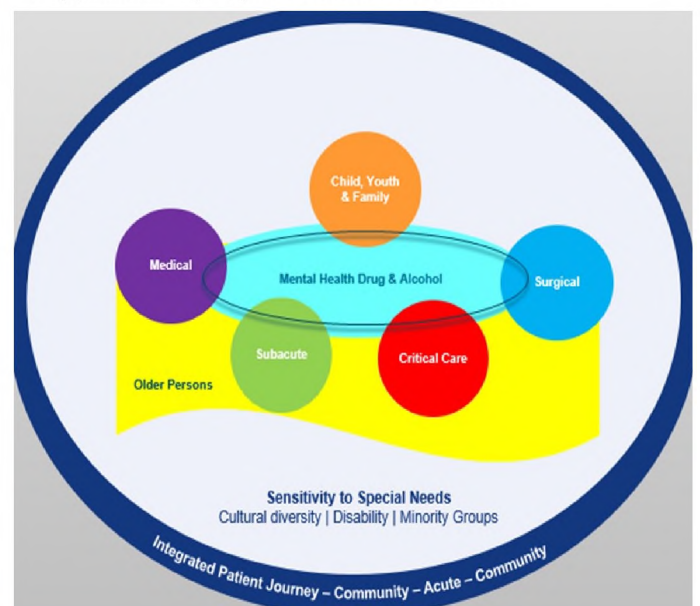 Child, Youth
& Family
Medical
Mental Health Drug & Alcohol
Surgical
Subacute
Critical Care
Older Persons
Sensitivity to Special Needs
Cultural diversity | Disability | Minority Groups
Integrated Patient Journey – Community – Acute – Community